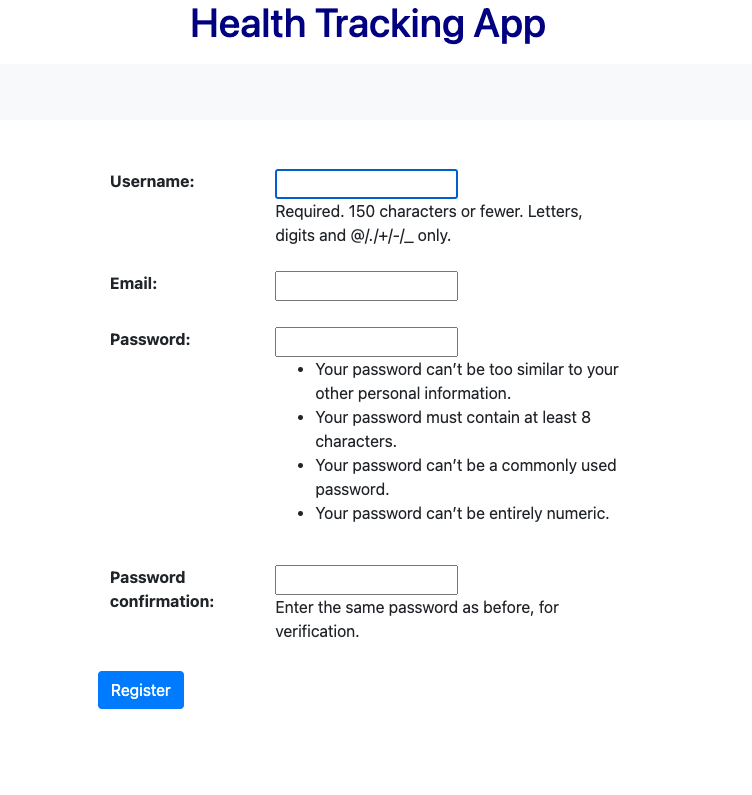 Health Tracking App
Username:
Required. 150 characters or fewer. Letters,
digits and @/./+/-/_ only.
Email:
Password:
• Your password can’t be too similar to your
other personal information.
• Your password must contain at least 8
characters.
• Your password can’t be a commonly used
password.
• Your password can’t be entirely numeric.
Password
confirmation:
Enter the same password as before, for
verification.
Register